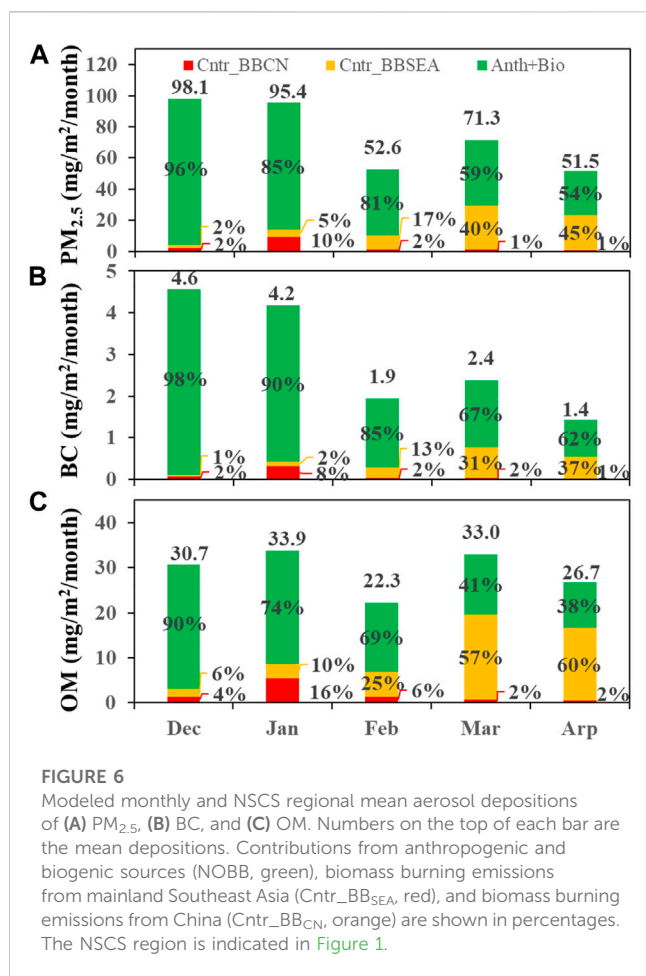 A
Cntr_BBCN Cntr_BBSEA Anth+Bio
PM2.5 (mg/m²/month)
120
100
80
60
40
20
0
98.1 95.4 52.6 71.3 51.5
96% 85% 81% 59% 54%
2% 5% 17% 40% 45%
2% 10% 2% 1% 1%
B
BC (mg/m²/month)
5
4
3
2
1
0
4.6 4.2 1.9 2.4 1.4
98% 90% 85% 67% 62%
1% 2% 13% 31% 37%
2% 8% 2% 2% 1%
C
OM (mg/m²/month)
40
30
20
10
0
30.7 33.9 22.3 33.0 26.7
90% 74% 69% 41% 38%
6% 10% 25% 57% 60%
4% 16% 6% 2% 2%
Dec Jan Feb Mar Arp
FIGURE 6
Modeled monthly and NSCS regional mean aerosol depositions
of (A) PM2.5, (B) BC, and (C) OM. Numbers on the top of each bar are
the mean depositions. Contributions from anthropogenic and
biogenic sources (NOBB, green), biomass burning emissions
from mainland Southeast Asia (Cntr_BBSEA, red), and biomass burning
emissions from China (Cntr_BBCN, orange) are shown in percentages.
The NSCS region is indicated in Figure 1.